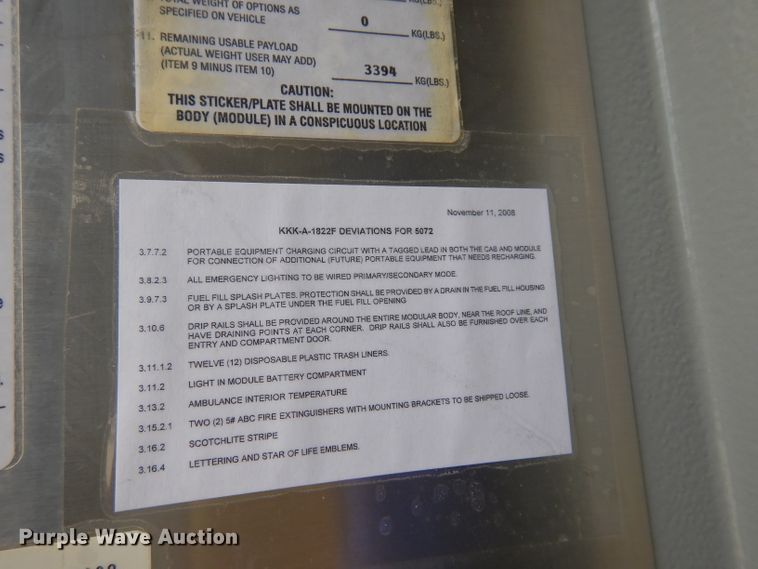 TOTAL WEIGHT OF OPTIONS AS
SPECIFIED ON VEHICLE 0 KG(LBS.)
11. REMAINING USABLE PAYLOAD
(ACTUAL WEIGHT USER MAY ADD)
(ITEM 9 MINUS ITEM 10) 3394 KG(LBS.)
CAUTION:
THIS STICKER/PLATE SHALL BE MOUNTED ON THE
BODY (MODULE) IN A CONSPICUOUS LOCATION
November 11, 2008
KKK-A-1822F DEVIATIONS FOR 5072
3.7.7.2 PORTABLE EQUIPMENT CHARGING CIRCUIT WITH A TAGGED LEAD IN BOTH THE CAB AND MODULE
FOR CONNECTION OF ADDITIONAL (FUTURE) PORTABLE EQUIPMENT THAT NEEDS RECHARGING.
3.8.2.3 ALL EMERGENCY LIGHTING TO BE WIRED PRIMARY/SECONDARY MODE.
3.9.7.3 FUEL FILL SPLASH PLATES. PROTECTION SHALL BE PROVIDED BY A DRAIN IN THE FUEL FILL HOUSING
OR BY A SPLASH PLATE UNDER THE FUEL FILL OPENING
3.10.6 DRIP RAILS SHALL BE PROVIDED AROUND THE ENTIRE MODULAR BODY, NEAR THE ROOF LINE, AND
HAVE DRAINING POINTS AT EACH CORNER. DRIP RAILS SHALL ALSO BE FURNISHED OVER EACH
ENTRY AND COMPARTMENT DOOR.
3.11.1.2 TWELVE (12) DISPOSABLE PLASTIC TRASH LINERS.
3.11.2 LIGHT IN MODULE BATTERY COMPARTMENT
3.13.2 AMBULANCE INTERIOR TEMPERATURE
3.15.2.1 TWO (2) 5# ABC FIRE EXTINGUISHERS WITH MOUNTING BRACKETS TO BE SHIPPED LOOSE.
3.16.2 SCOTCHLITE STRIPE
3.16.4 LETTERING AND STAR OF LIFE EMBLEMS.
Purple Wave Auction